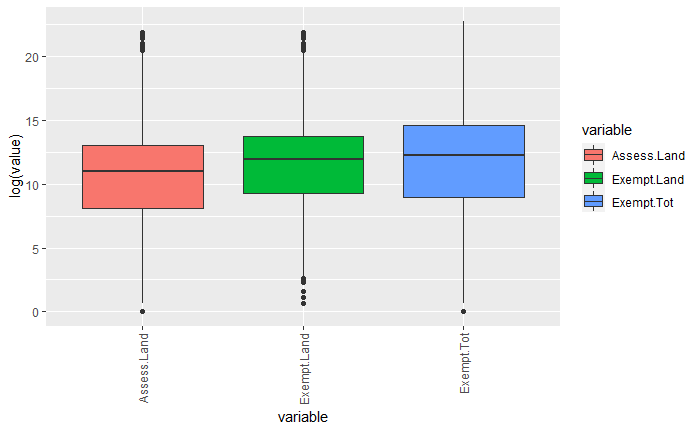 log(value)
20
15
10
5
0
Assess.Land
Exempt.Land
Exempt.Tot
variable
variable
Assess.Land
Exempt.Land
Exempt.Tot